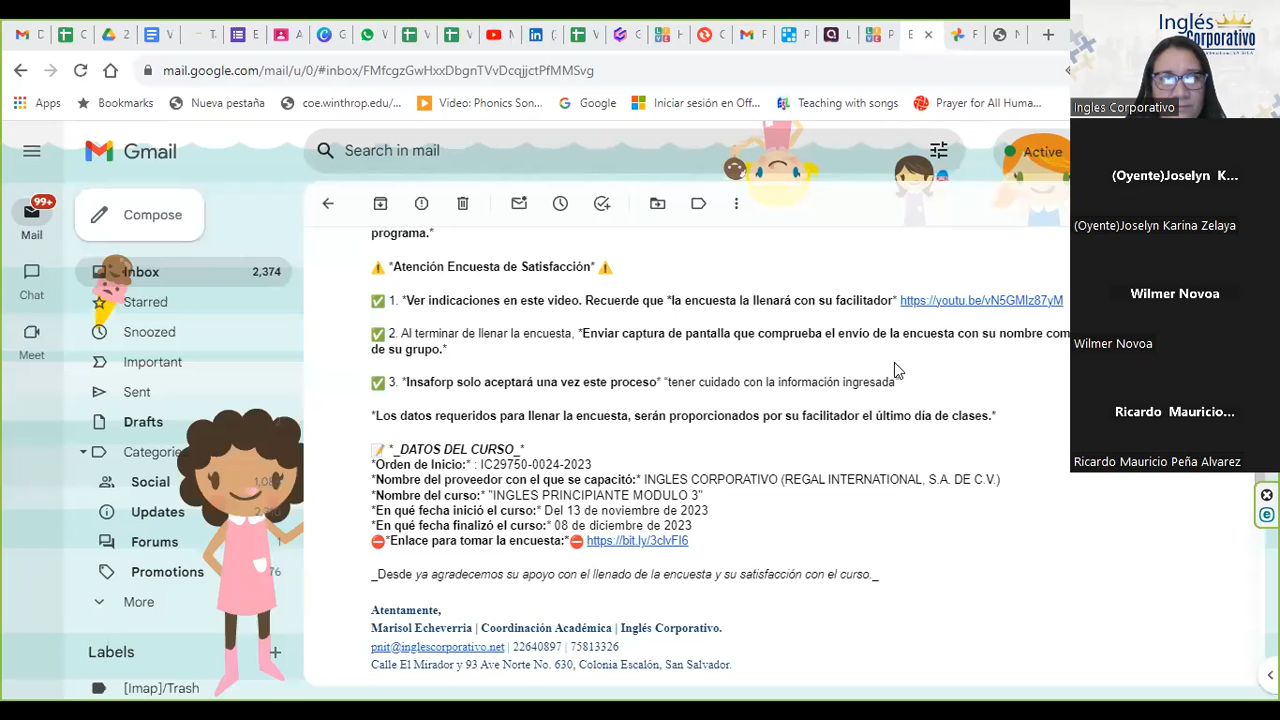 D
2
V
T
E
A
G
V
V
V
in
V
G
F
P
L
P
E
F
N
mail.google.com/mail/u/0/#inbox/FMfcgzGwHxxDbgnTVvDcqjjctPfMMSvg
Apps
Bookmarks
Nueva pestaña
coe.winthrop.edu/...
Video: Phonics Son...
Google
Iniciar sesión en Off...
Teaching with songs
Prayer for All Huma...
Inglés
Corporativo
Ingles Corporativo
Gmail
Search in mail
Active
99+
Mail
Chat
Meet
Compose
Inbox
2,374
Starred
Snoozed
Important
Sent
Drafts
Categories
Social
Updates
Forums
1
Promotions
76
More
Labels
[Imap]/Trash
programa.*
⚠️ *Atención Encuesta de Satisfacción* ⚠️
✅ 1. *Ver indicaciones en este video. Recuerde que *la encuesta la llenará con su facilitador* https://youtu.be/vN5GMIz87yM
✅ 2. Al terminar de llenar la encuesta, *Enviar captura de pantalla que comprueba el envío de la encuesta con su nombre com
de su grupo.*
✅ 3. *Insaforp solo aceptará una vez este proceso* "tener cuidado con la información ingresada"
*Los datos requeridos para llenar la encuesta, serán proporcionados por su facilitador el último día de clases.*
📝 *_DATOS DEL CURSO_*
*Orden de Inicio:* : IC29750-0024-2023
*Nombre del proveedor con el que se capacitó:* INGLES CORPORATIVO (REGAL INTERNATIONAL, S.A. DE C.V.)
*Nombre del curso:* "INGLES PRINCIPIANTE MODULO 3"
*En qué fecha inició el curso:* Del 13 de noviembre de 2023
*En qué fecha finalizó el curso:* 08 de diciembre de 2023
⛔*Enlace para tomar la encuesta:*⛔ https://bit.ly/3clvFI6
_Desde ya agradecemos su apoyo con el llenado de la encuesta y su satisfacción con el curso._
Atentamente,
Marisol Echeverria | Coordinación Académica | Inglés Corporativo.
pnit@inglescorporativo.net | 22640897 | 75813326
Calle El Mirador y 93 Ave Norte No. 630, Colonia Escalón, San Salvador.
(Oyente)Joselyn K...
(Oyente)Joselyn Karina Zelaya
Wilmer Novoa
Wilmer Novoa
Ricardo Mauricio...
Ricardo Mauricio Peña Alvarez